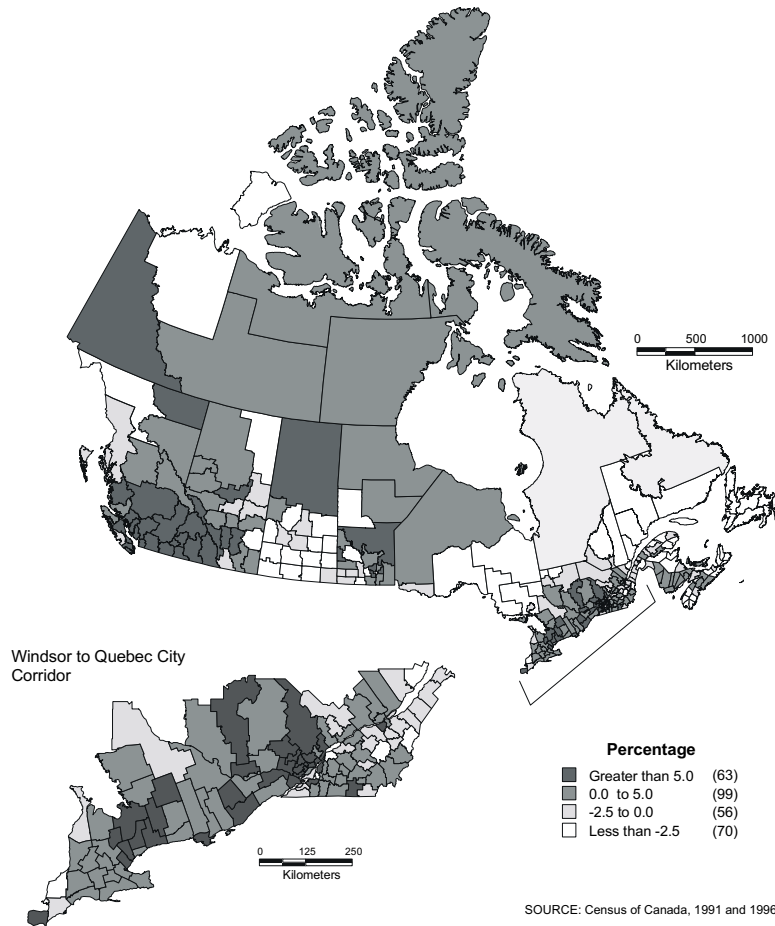 0 500 1000
Kilometers
Windsor to Quebec City
Corridor
Percentage
Greater than 5.0 (63)
0.0 to 5.0 (99)
-2.5 to 0.0 (56)
Less than -2.5 (70)
0 125 250
Kilometers
SOURCE: Census of Canada, 1991 and 1996